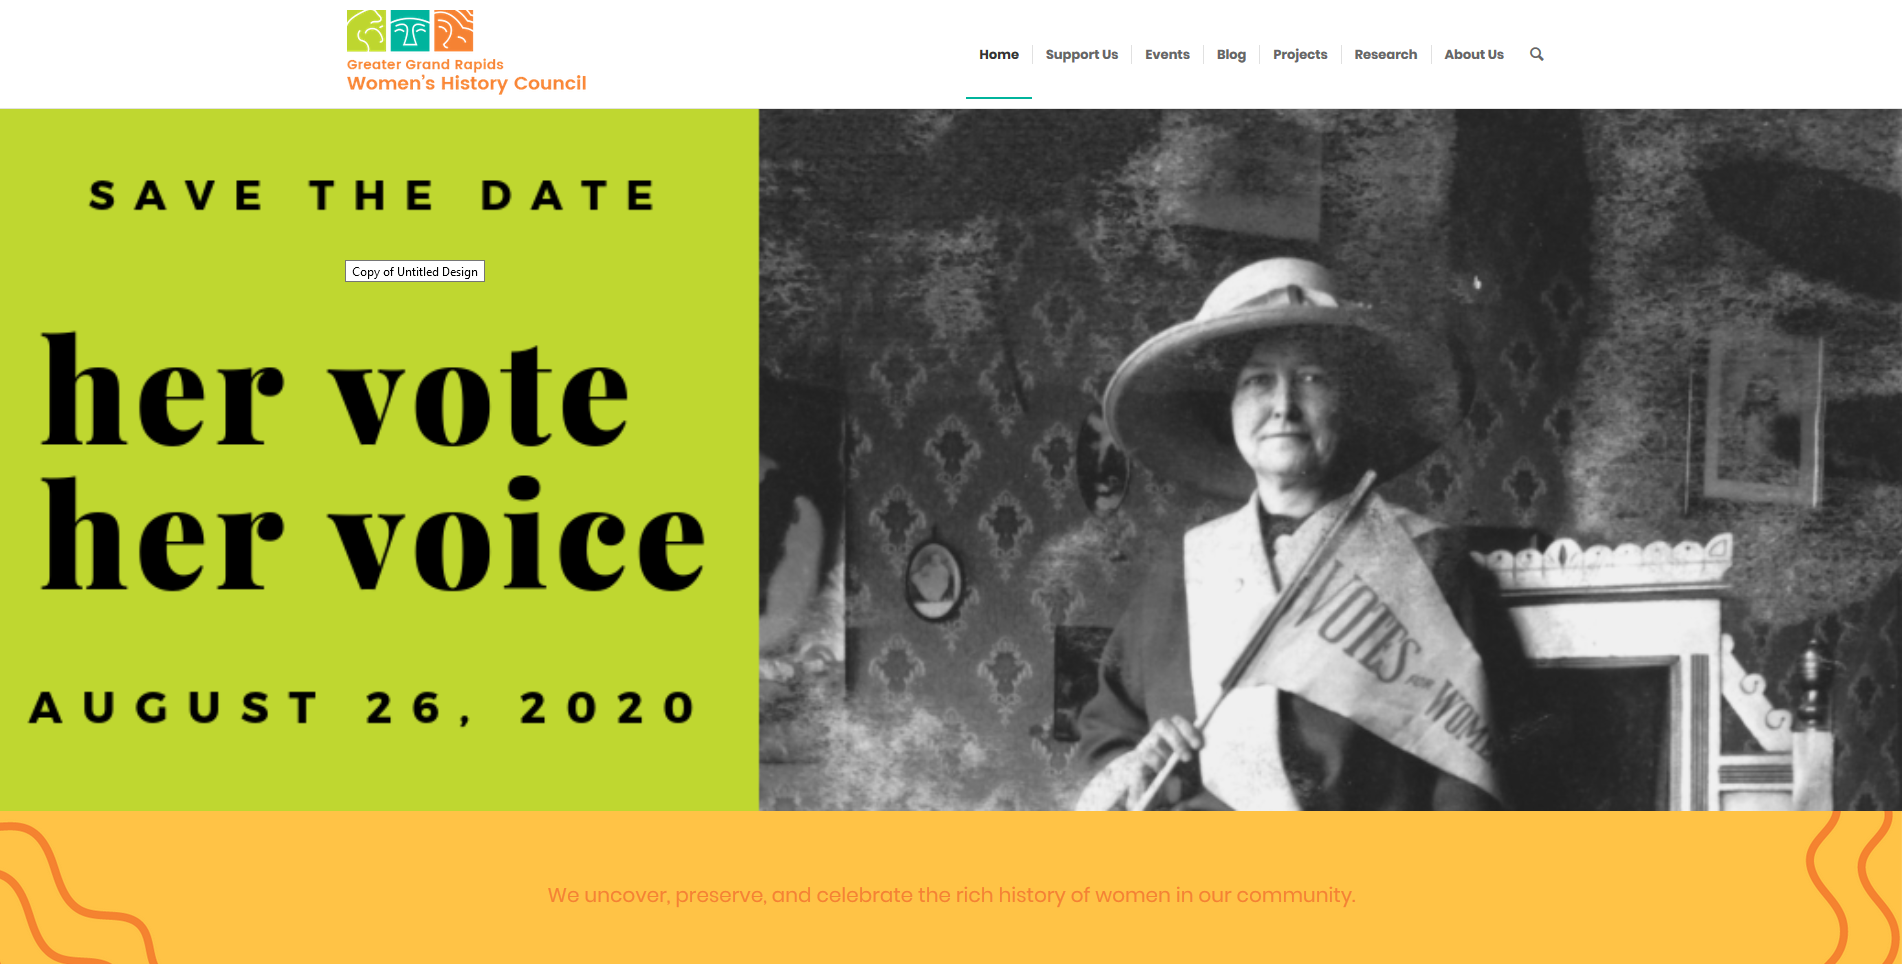 Greater Grand Rapids
Women's History Council
Home
Support Us
Events
Blog
Projects
Research
About Us
SAVE THE DATE
Copy of Untitled Design
her vote
her voice
AUGUST 26, 2020
VOTES FOR WOM
We uncover, preserve, and celebrate the rich history of women in our community.